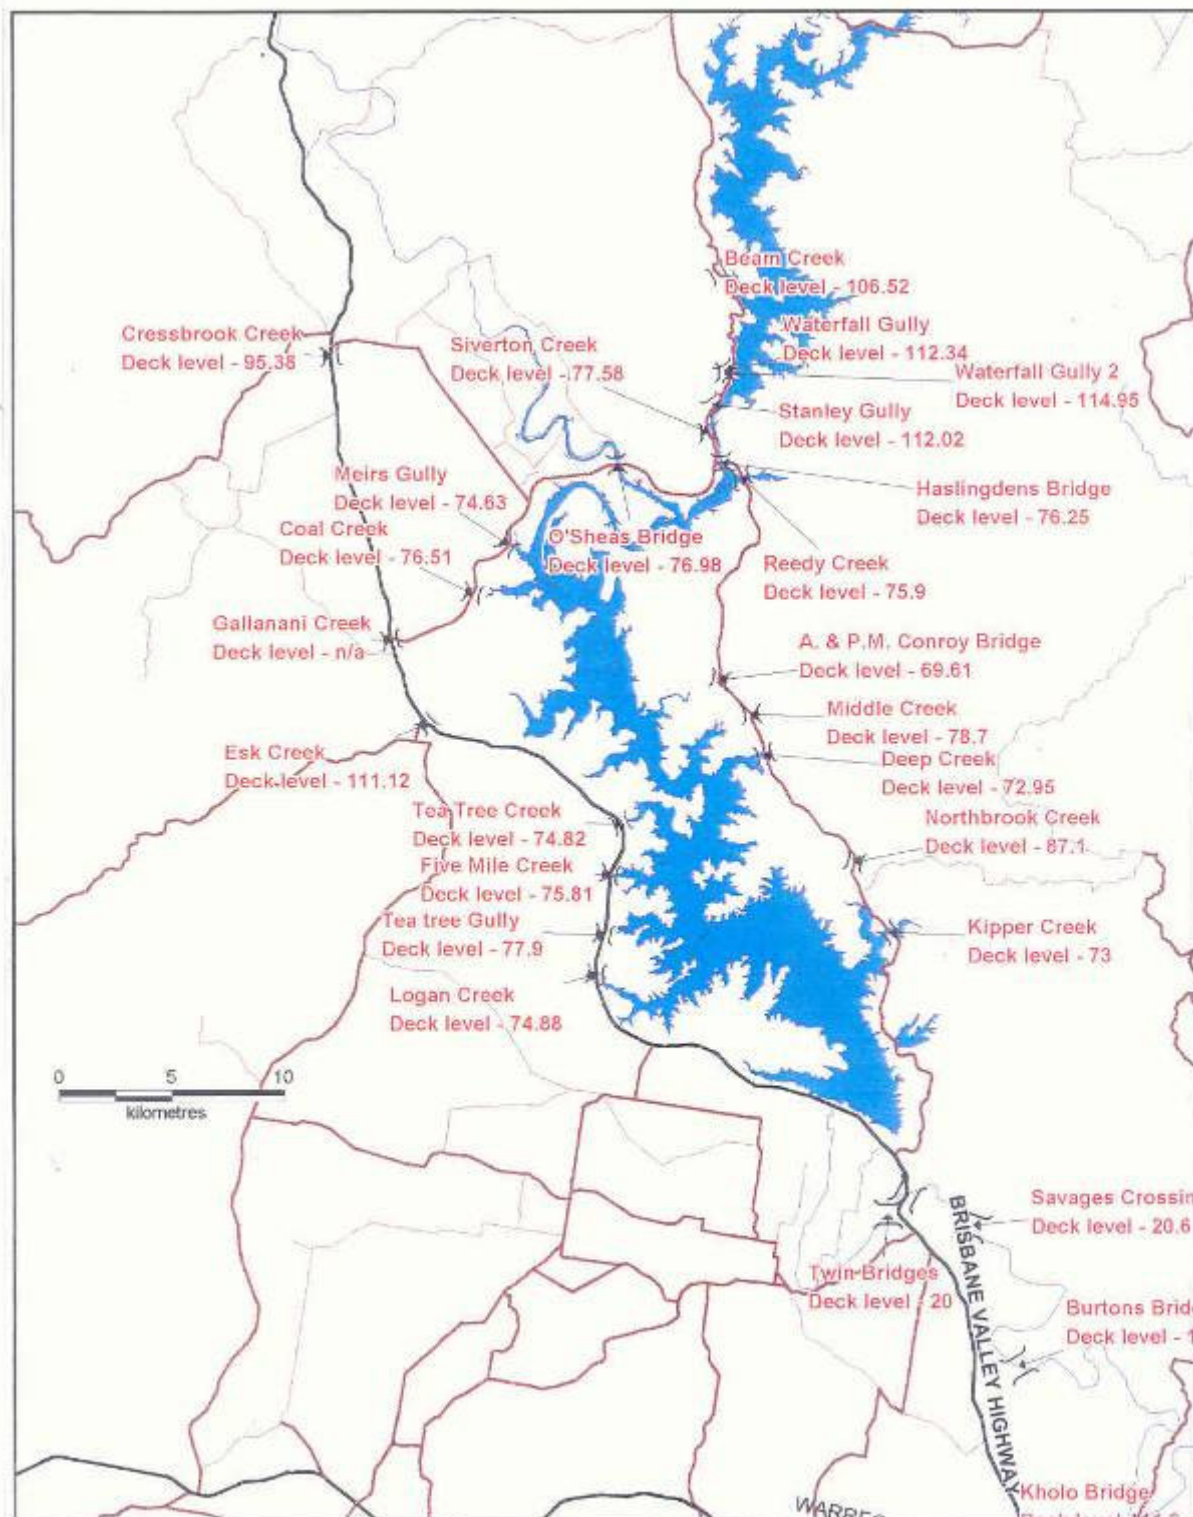 Beam Creek
Deck level - 106.52
Waterfall Gully
Deck level - 112.34
Cressbrook Creek
Deck level - 95.38
Siverton Creek
Deck level - 77.58
Waterfall Gully 2
Deck level - 114.95
Stanley Gully
Deck level - 112.02
Meirs Gully
Deck level - 74.63
Haslingdens Bridge
Deck level - 76.25
Coal Creek
Deck level - 76.51
O'Sheas Bridge
Deck level - 76.98
Reedy Creek
Deck level - 75.9
Gallanani Creek
Deck level - n/a
A. & P.M. Conroy Bridge
Deck level - 69.61
Middle Creek
Deck level - 78.7
Esk Creek
Deck level - 111.12
Deep Creek
Deck level - 72.95
Tea Tree Creek
Deck level - 74.82
Northbrook Creek
Deck level - 87.1
Five Mile Creek
Deck level - 75.81
Tea tree Gully
Deck level - 77.9
Kipper Creek
Deck level - 73
Logan Creek
Deck level - 74.88
0 5 10
kilometres
Savages Crossin
Deck level - 20.6
BRISBANE VALLEY HIGHWAY
Twin Bridges
Deck level - 20
Burtons Brid
Deck level - 1
Kholo Bridge
WARREG